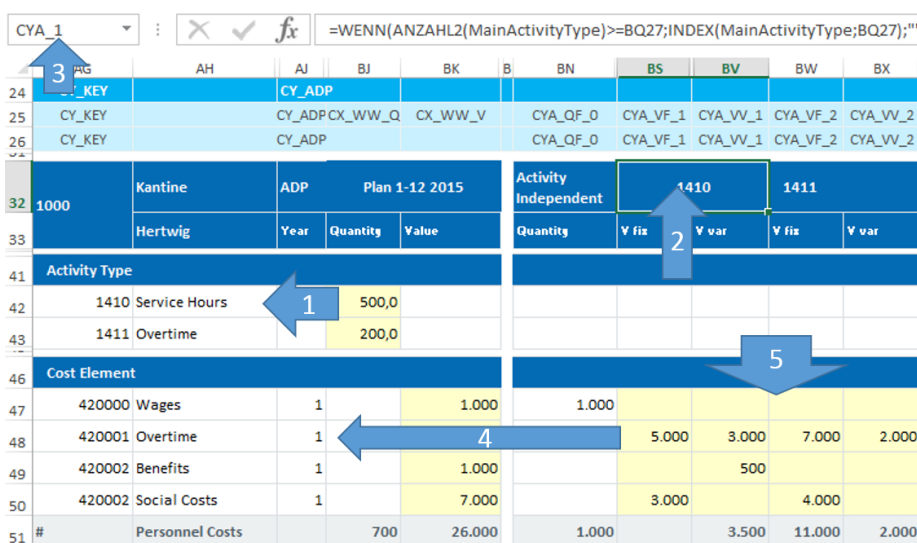 CYA_1 fx =WENN(ANZAHL2(MainActivityType)>=BQ27;INDEX(MainActivityType;BQ27);""
3 AG AH AJ BJ BK B BN BS BV BW BX
24 CY_KEY CY_ADP
25 CY_KEY CY_ADP CX_WW_Q CX_WW_V CYA_QF_0 CYA_VF_1 CYA_VV_1 CYA_VF_2 CYA_VV_2
26 CY_KEY CY_ADP CYA_QF_0 CYA_VF_1 CYA_VV_1 CYA_VF_2 CYA_VV_2
31
32 1000 Kantine ADP Plan 1-12 2015 Activity Independent 1410 1411
33 Hertwig Year Quantity Value Quantity V fix V var V fix V var
2
41 Activity Type
42 1410 Service Hours 1 500,0
43 1411 Overtime 200,0
46 Cost Element 5
47 420000 Wages 1 1.000 1.000
48 420001 Overtime 1 4 5.000 3.000 7.000 2.000
49 420002 Benefits 1 1.000 500
50 420002 Social Costs 1 7.000 3.000 4.000
51 # Personnel Costs 700 26.000 1.000 3.500 11.000 2.000